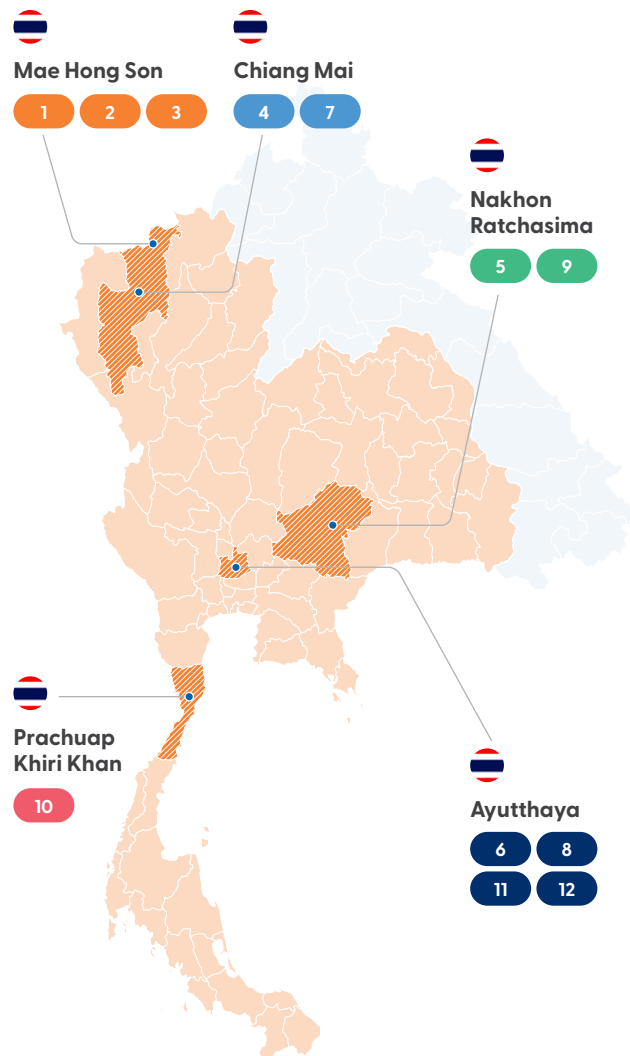 Mae Hong Son
1 2 3
Chiang Mai
4 7
Nakhon
Ratchasima
5 9
Prachuap
Khiri Khan
10
Ayutthaya
6 8
11 12